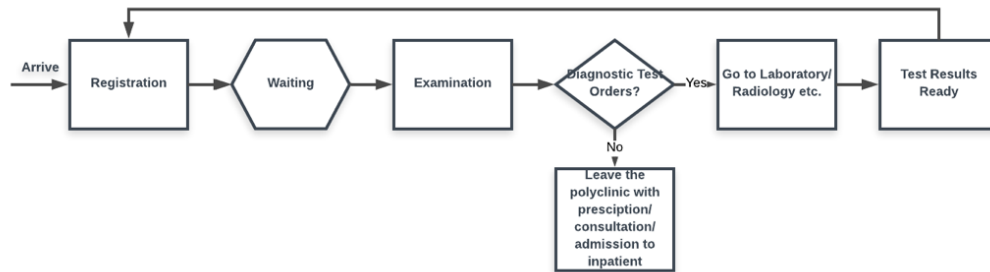 Arrive
Registration
Waiting
Examination
Diagnostic Test
Orders?
Yes
Go to Laboratory/
Radiology etc.
Test Results
Ready
No
Leave the
polyclinic with
presciption/
consultation/
admission to
inpatient